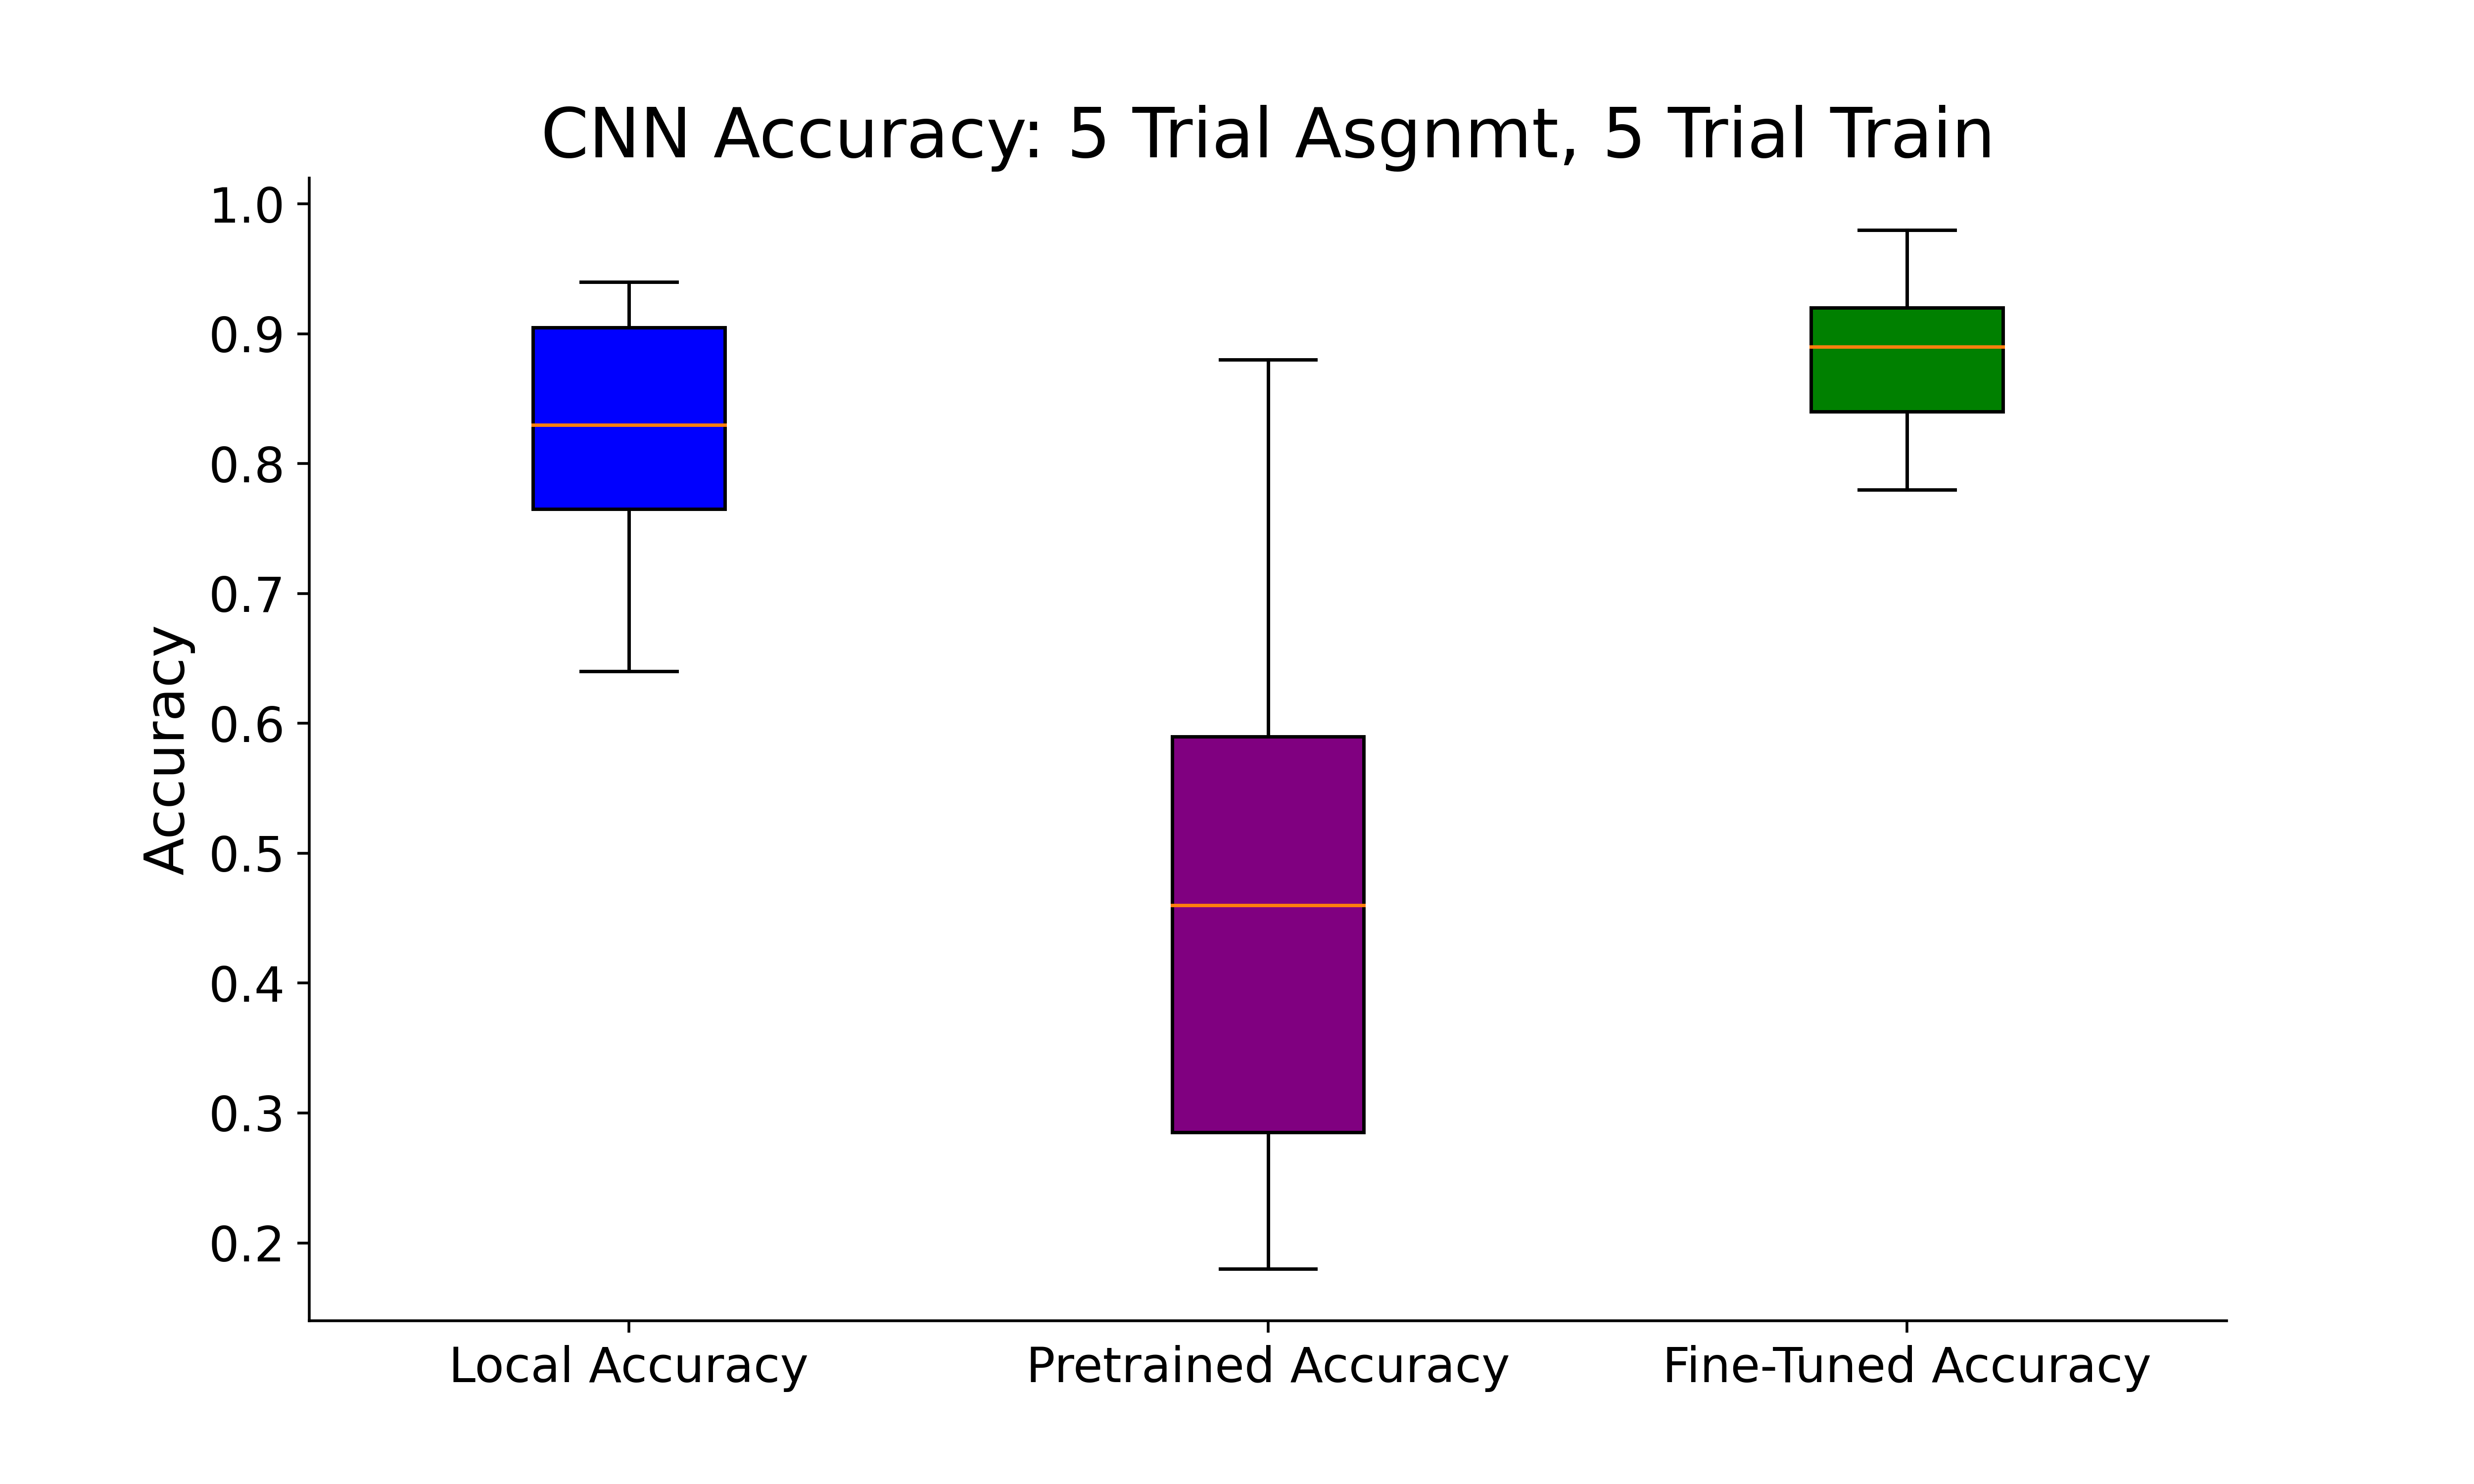 CNN Accuracy: 5 Trial Asgnmt, 5 Trial Train
1.0
0.9
0.8
0.7
0.6
0.5
0.4
0.3
0.2
Accuracy
Local Accuracy
Pretrained Accuracy
Fine-Tuned Accuracy